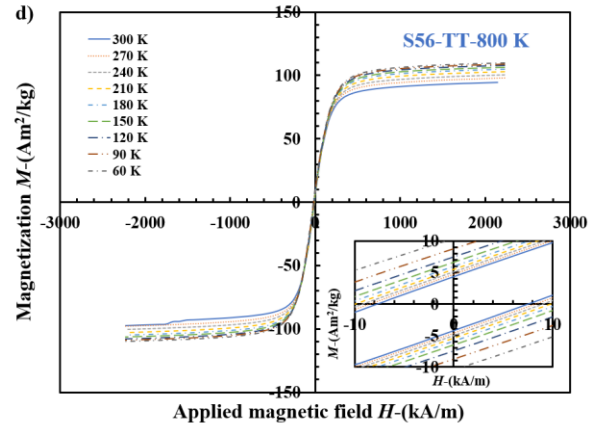 d)
S56-TT-800 K
Magnetization M-(Am²/kg)
150
100
50
0
-50
-100
-150
300 K
270 K
240 K
210 K
180 K
150 K
120 K
90 K
60 K
-3000 -2000 -1000 0 1000 2000 3000
M-(Am²/kg)
10
5
0
-5
-10
-10 0 10
H-(kA/m)
Applied magnetic field H-(kA/m)